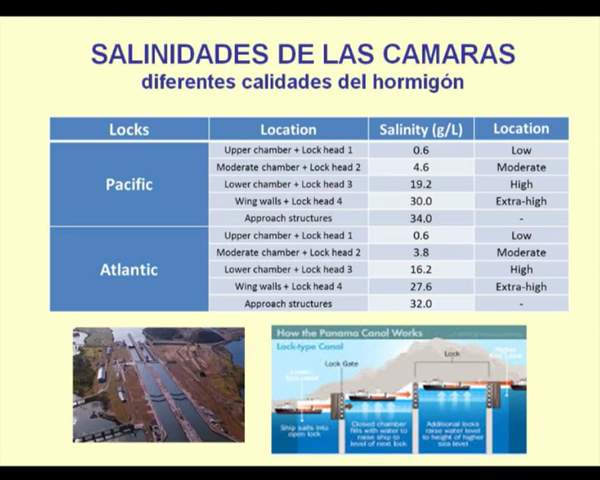 SALINIDADES DE LAS CAMARAS
diferentes calidades del hormigón
Locks Location Salinity (g/L) Location
Pacific
Upper chamber + Lock head 1 0.6 Low
Moderate chamber + Lock head 2 4.6 Moderate
Lower chamber + Lock head 3 19.2 High
Wing walls + Lock head 4 30.0 Extra-high
Approach structures 34.0 -
Atlantic
Upper chamber + Lock head 1 0.6 Low
Moderate chamber + Lock head 2 3.8 Moderate
Lower chamber + Lock head 3 16.2 High
Wing walls + Lock head 4 27.6 Extra-high
Approach structures 32.0 -
How the Panama Canal Works
Lock-type Canal
Lock
Lock Gate
Ship sails into
open lock
Closed chamber
fills with water to
raise ship to
level of next lock
Additional locks
raise water level
to height of higher
sea level